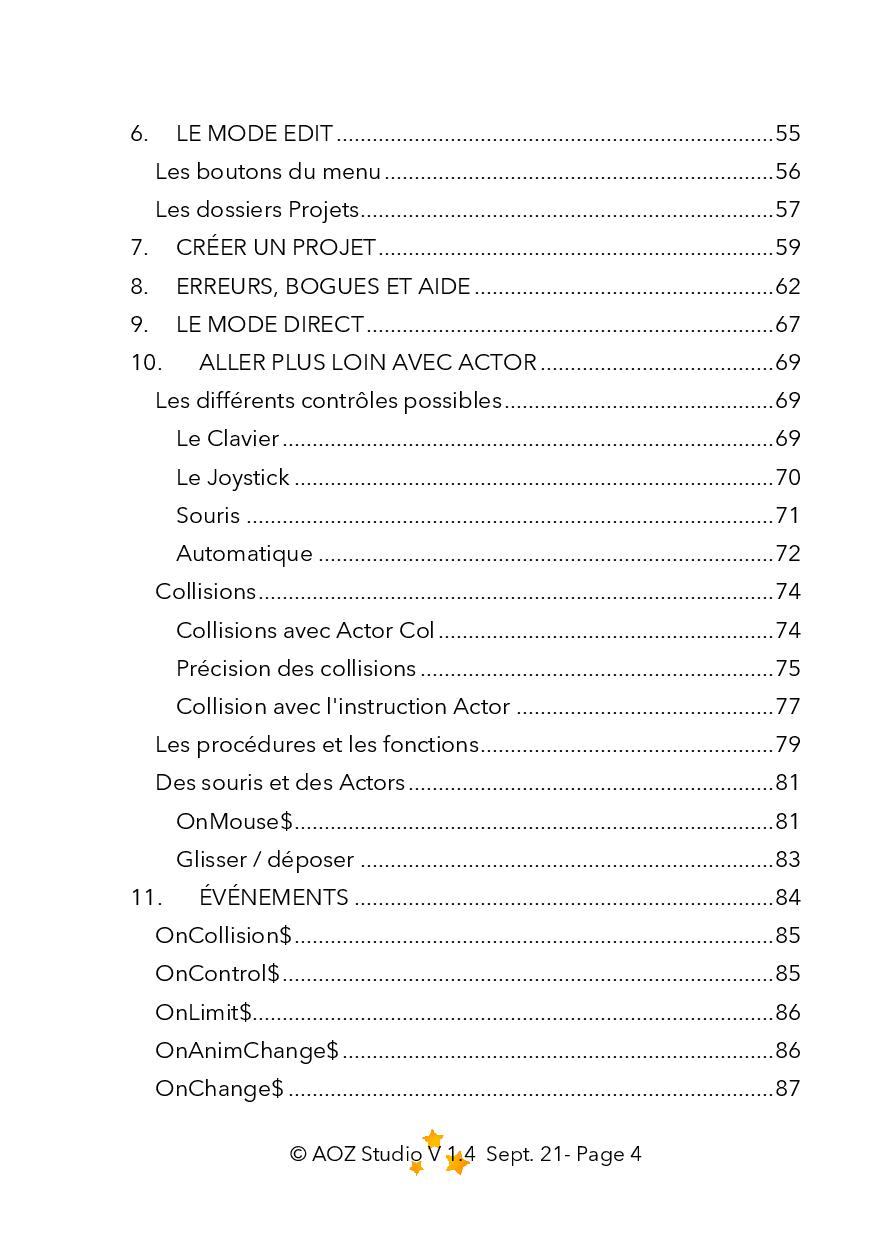 6. LE MODE EDIT ........................................................................55
Les boutons du menu ................................................................56
Les dossiers Projets....................................................................57
7. CRÉER UN PROJET .................................................................59
8. ERREURS, BOGUES ET AIDE ..................................................62
9. LE MODE DIRECT ...................................................................67
10. ALLER PLUS LOIN AVEC ACTOR .......................................69
Les différents contrôles possibles .............................................69
Le Clavier .................................................................................69
Le Joystick ...............................................................................70
Souris .......................................................................................71
Automatique ...........................................................................72
Collisions .....................................................................................74
Collisions avec Actor Col .......................................................74
Précision des collisions ..........................................................75
Collision avec l'instruction Actor ..........................................77
Les procédures et les fonctions.................................................79
Des souris et des Actors ............................................................81
OnMouse$...............................................................................81
Glisser / déposer ....................................................................83
11. ÉVÉNEMENTS .....................................................................84
OnCollision$ ...............................................................................85
OnControl$ .................................................................................85
OnLimit$......................................................................................86
OnAnimChange$ .......................................................................86
OnChange$ ................................................................................87
© AOZ Studio V 1.4 Sept. 21- Page 4